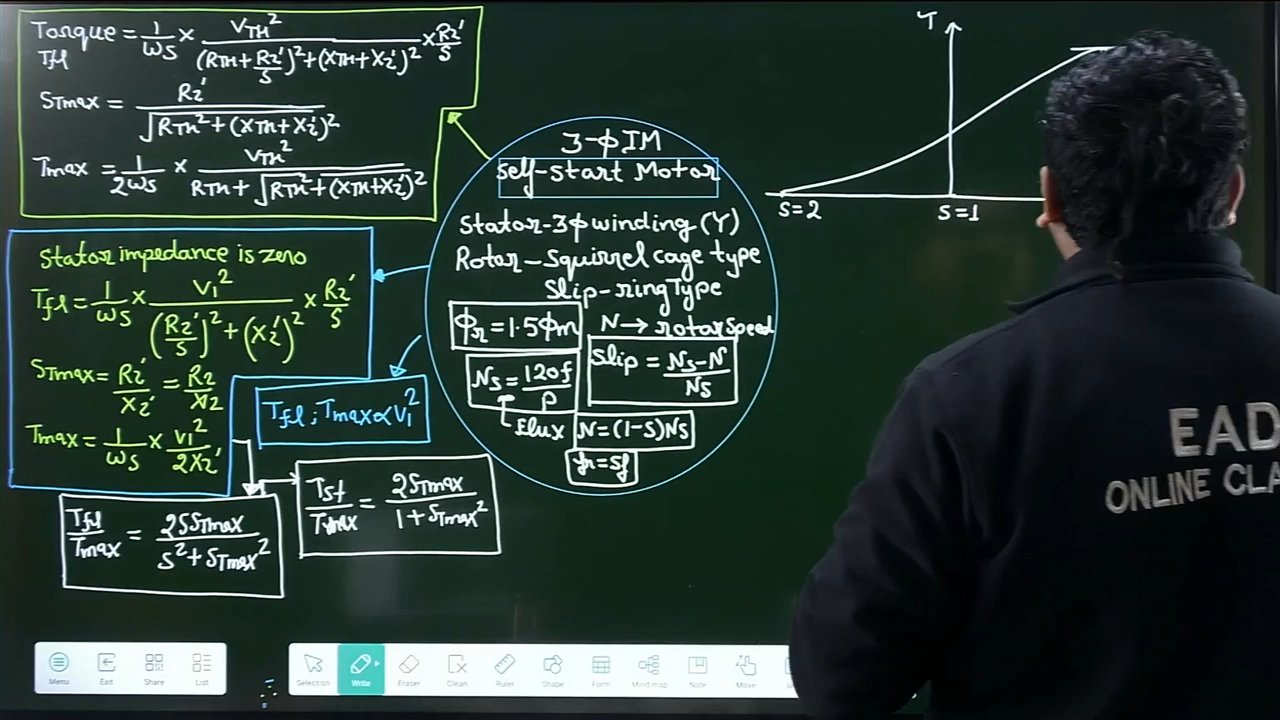 Torque = 1/ωs × VTH²/((RTH+R2'/s)²+(XTH+X2')²) × R2'/s
Tfl
STmax = R2'/√(RTH²+(XTH+X2')²)
Tmax = 1/2ωs × VTH²/(RTH+√(RTH²+(XTH+X2')²))
Stator impedance is zero
Tfl = 1/ωs × V1²/((R2'/s)²+(X2')²) × R2'/s
STmax = R2'/X2' = R2/X2
Tmax = 1/ωs × V1²/2X2'
Tfl ; Tmax ∝ V1²
Tfl/Tmax = 2SSTmax/(S²+STmax²)
Tst/Tmax = 2STmax/(1+STmax²)
3-ϕ IM
Self-start Motor
Stator-3ϕ winding (Y)
Rotor-Squirrel cage type
Slip-ring Type
ϕr = 1.5ϕm
N → rotor speed
Ns = 120f/P
Slip = (Ns-N)/Ns
flux
N = (1-S)Ns
fr = sf
T
S=2
S=1
EAD
ONLINE CLA
Menu
Exit
Share
List
Selection
Write
Eraser
Clean
Ruler
Shape
Form
Mind map
Note
Move